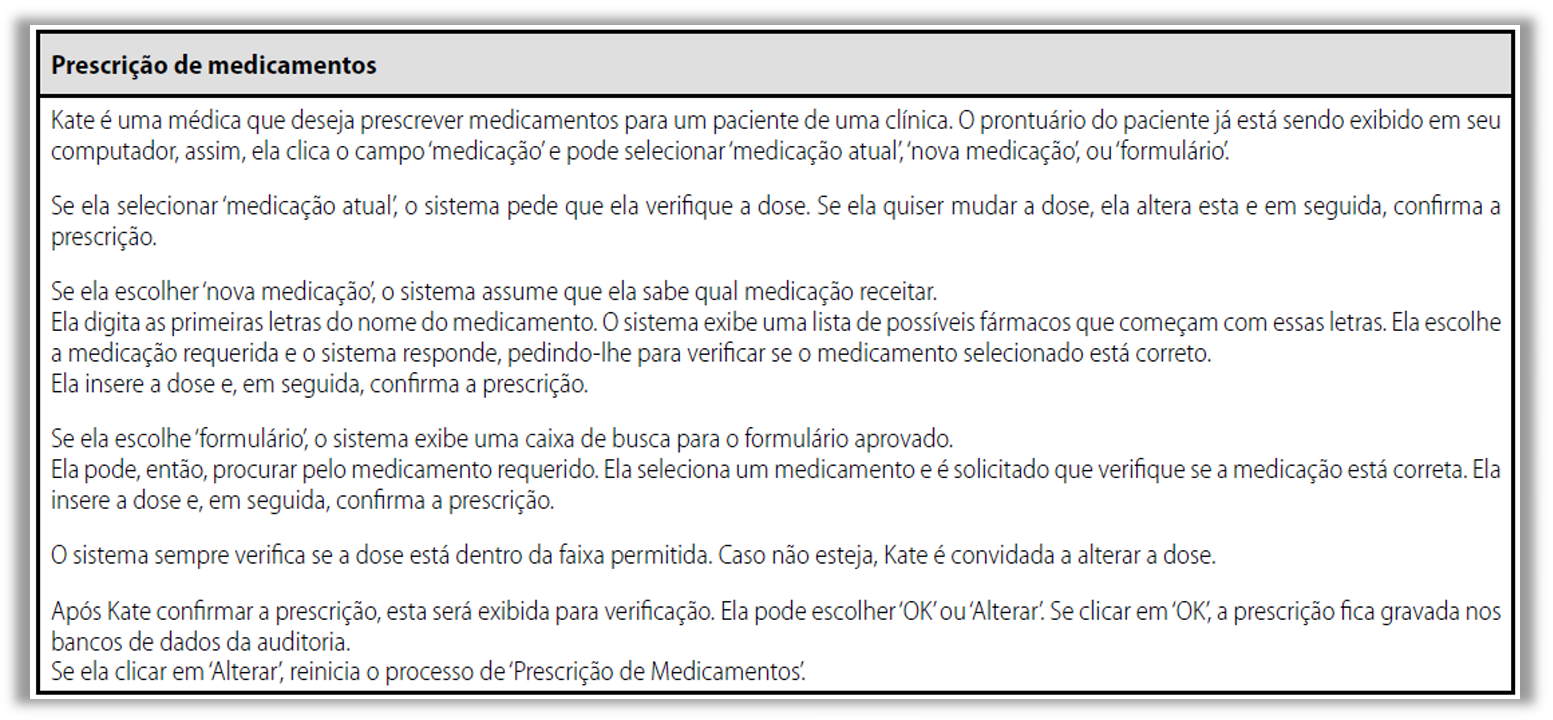 Prescrição de medicamentos
Kate é uma médica que deseja prescrever medicamentos para um paciente de uma clínica. O prontuário do paciente já está sendo exibido em seu
computador, assim, ela clica o campo ‘medicação’ e pode selecionar ‘medicação atual’, ‘nova medicação’, ou ‘formulário’.
Se ela selecionar ‘medicação atual’, o sistema pede que ela verifique a dose. Se ela quiser mudar a dose, ela altera esta e em seguida, confirma a
prescrição.
Se ela escolher ‘nova medicação’, o sistema assume que ela sabe qual medicação receitar.
Ela digita as primeiras letras do nome do medicamento. O sistema exibe uma lista de possíveis fármacos que começam com essas letras. Ela escolhe
a medicação requerida e o sistema responde, pedindo-lhe para verificar se o medicamento selecionado está correto.
Ela insere a dose e, em seguida, confirma a prescrição.
Se ela escolhe ‘formulário’, o sistema exibe uma caixa de busca para o formulário aprovado.
Ela pode, então, procurar pelo medicamento requerido. Ela seleciona um medicamento e é solicitado que verifique se a medicação está correta. Ela
insere a dose e, em seguida, confirma a prescrição.
O sistema sempre verifica se a dose está dentro da faixa permitida. Caso não esteja, Kate é convidada a alterar a dose.
Após Kate confirmar a prescrição, esta será exibida para verificação. Ela pode escolher ‘OK’ ou ‘Alterar’. Se clicar em ‘OK’, a prescrição fica gravada nos
bancos de dados da auditoria.
Se ela clicar em ‘Alterar’, reinicia o processo de ‘Prescrição de Medicamentos’.